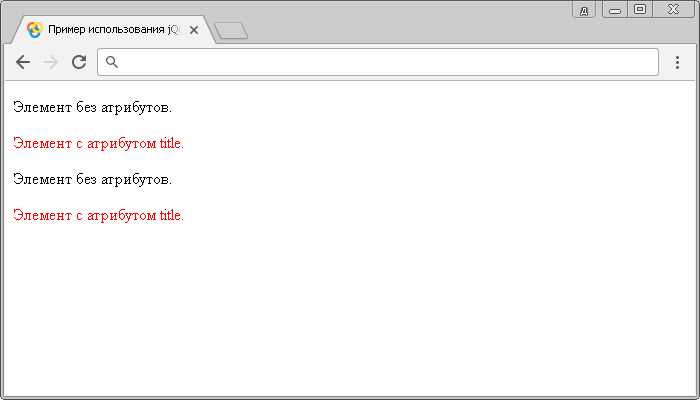 д
Пример использования jQ
Элемент без атрибутов.
Элемент с атрибутом title.
Элемент без атрибутов.
Элемент с атрибутом title.